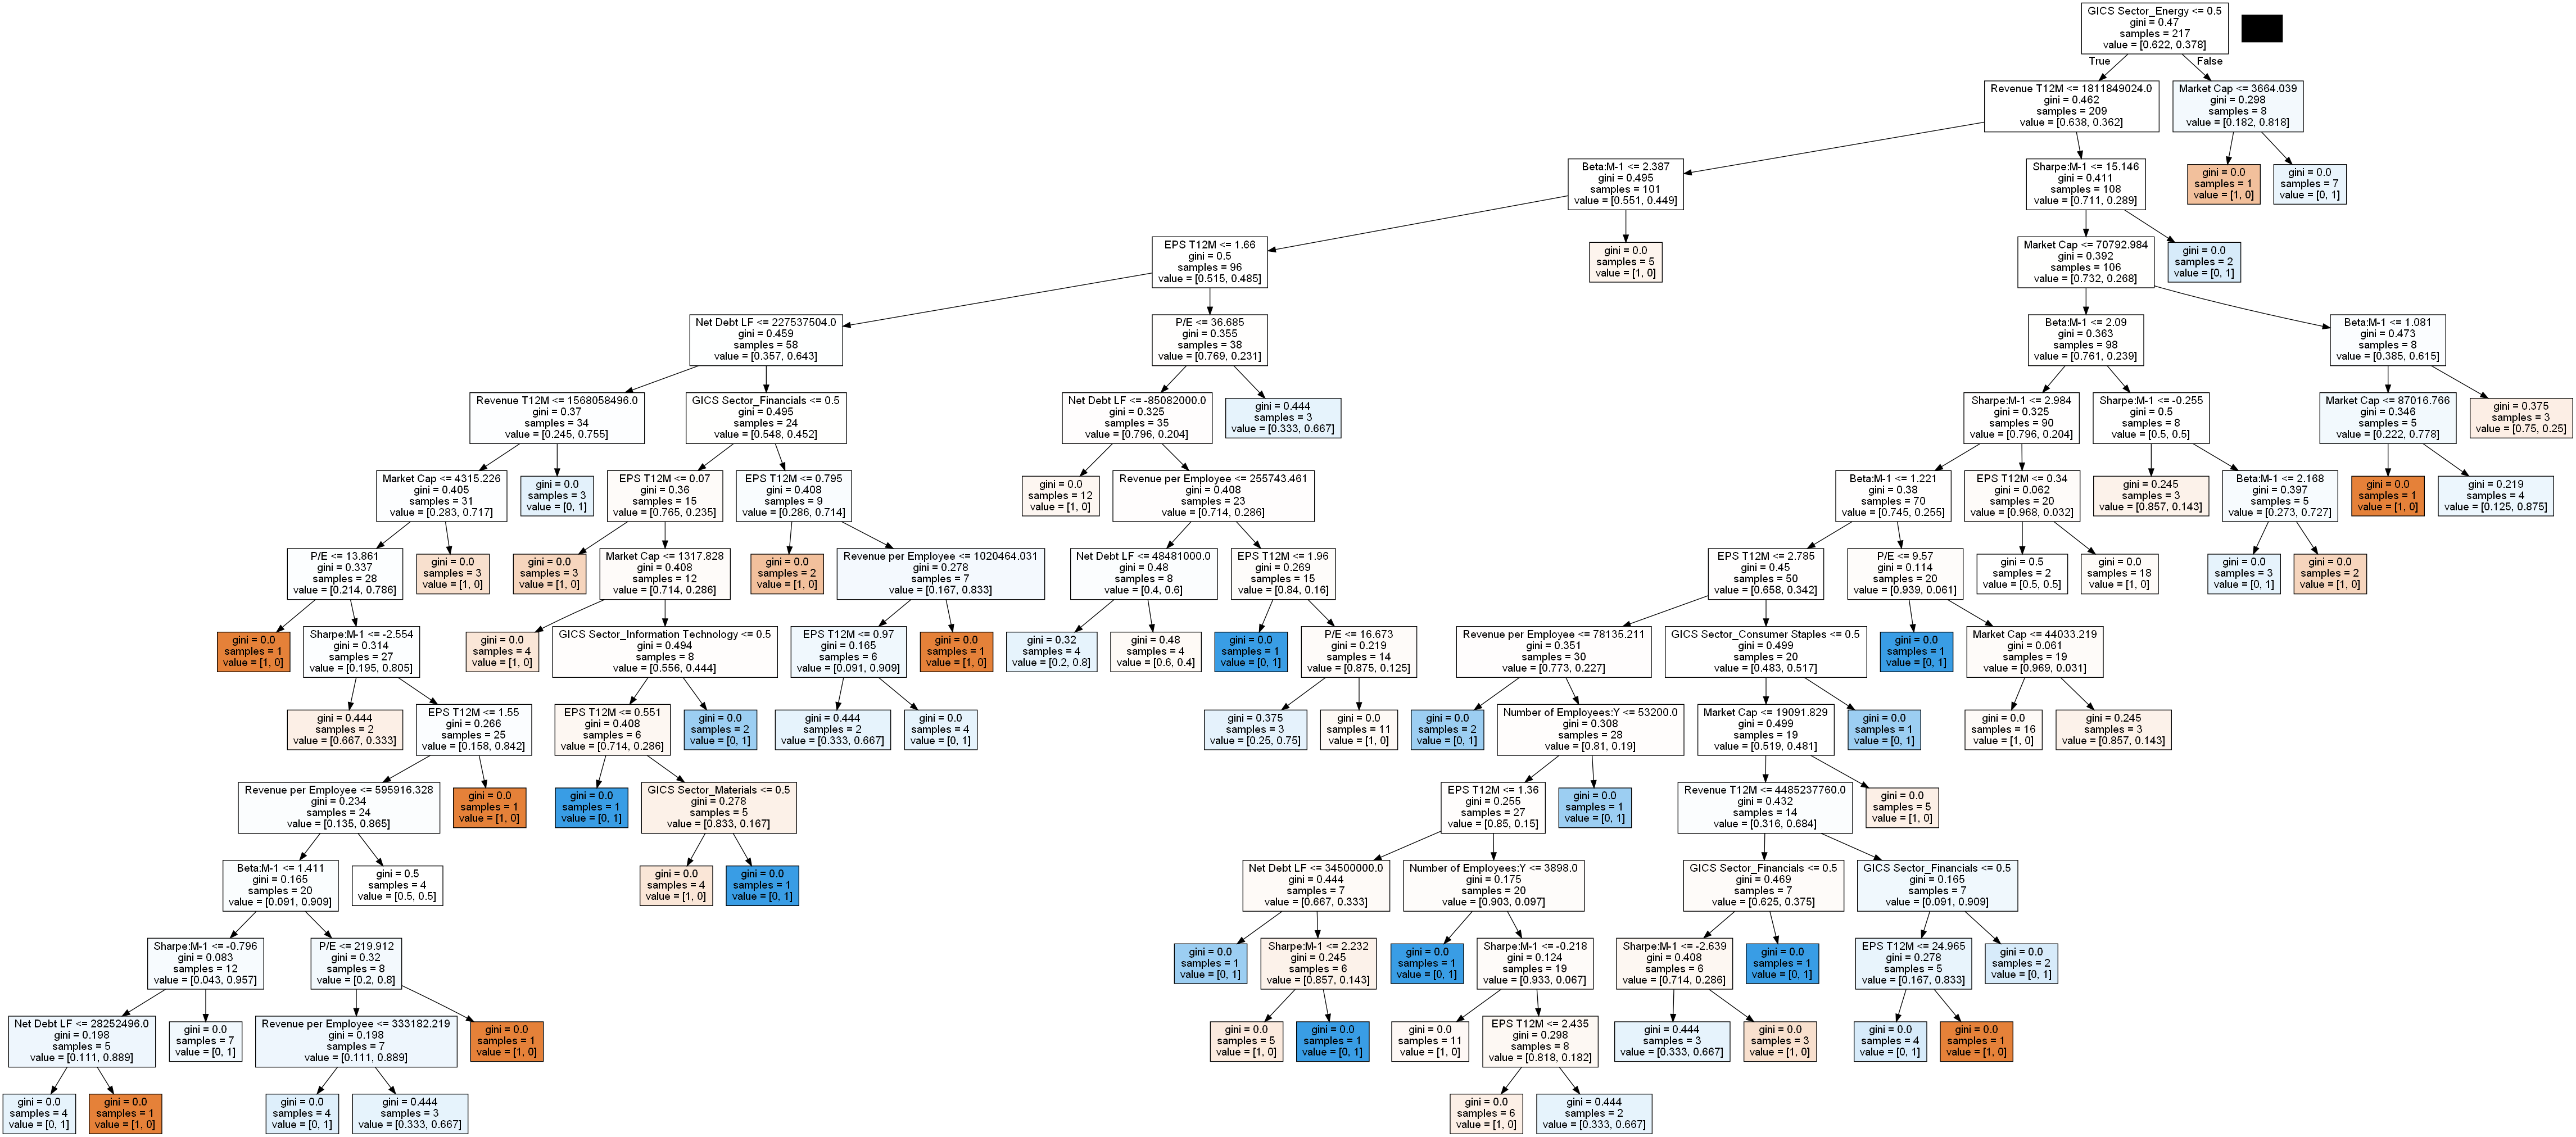 GICS Sector_Energy <= 0.5
gini = 0.47
samples = 217
value = [0.622, 0.378]
True
False
Revenue T12M <= 1811849024.0
gini = 0.462
samples = 209
value = [0.638, 0.362]
Market Cap <= 3664.039
gini = 0.298
samples = 8
value = [0.182, 0.818]
Beta:M-1 <= 2.387
gini = 0.495
samples = 101
value = [0.551, 0.449]
Sharpe:M-1 <= 15.146
gini = 0.411
samples = 108
value = [0.711, 0.289]
gini = 0.0
samples = 1
value = [1, 0]
gini = 0.0
samples = 7
value = [0, 1]
EPS T12M <= 1.66
gini = 0.5
samples = 96
value = [0.515, 0.485]
gini = 0.0
samples = 5
value = [1, 0]
Market Cap <= 70792.984
gini = 0.392
samples = 106
value = [0.732, 0.268]
gini = 0.0
samples = 2
value = [0, 1]
Net Debt LF <= 227537504.0
gini = 0.459
samples = 58
value = [0.357, 0.643]
P/E <= 36.685
gini = 0.355
samples = 38
value = [0.769, 0.231]
Beta:M-1 <= 2.09
gini = 0.363
samples = 98
value = [0.761, 0.239]
Beta:M-1 <= 1.081
gini = 0.473
samples = 8
value = [0.385, 0.615]
Revenue T12M <= 1568058496.0
gini = 0.37
samples = 34
value = [0.245, 0.755]
GICS Sector_Financials <= 0.5
gini = 0.495
samples = 24
value = [0.548, 0.452]
Net Debt LF <= -85082000.0
gini = 0.325
samples = 35
value = [0.796, 0.204]
gini = 0.444
samples = 3
value = [0.333, 0.667]
Sharpe:M-1 <= 2.984
gini = 0.325
samples = 90
value = [0.796, 0.204]
Sharpe:M-1 <= -0.255
gini = 0.5
samples = 8
value = [0.5, 0.5]
Market Cap <= 87016.766
gini = 0.346
samples = 5
value = [0.222, 0.778]
gini = 0.375
samples = 3
value = [0.75, 0.25]
Market Cap <= 4315.226
gini = 0.405
samples = 31
value = [0.283, 0.717]
gini = 0.0
samples = 3
value = [0, 1]
EPS T12M <= 0.07
gini = 0.36
samples = 15
value = [0.765, 0.235]
EPS T12M <= 0.795
gini = 0.408
samples = 9
value = [0.286, 0.714]
gini = 0.0
samples = 12
value = [1, 0]
Revenue per Employee <= 255743.461
gini = 0.408
samples = 23
value = [0.714, 0.286]
Beta:M-1 <= 1.221
gini = 0.38
samples = 70
value = [0.745, 0.255]
EPS T12M <= 0.34
gini = 0.062
samples = 20
value = [0.968, 0.032]
gini = 0.245
samples = 3
value = [0.857, 0.143]
Beta:M-1 <= 2.168
gini = 0.397
samples = 5
value = [0.273, 0.727]
gini = 0.0
samples = 1
value = [1, 0]
gini = 0.219
samples = 4
value = [0.125, 0.875]
P/E <= 13.861
gini = 0.337
samples = 28
value = [0.214, 0.786]
gini = 0.0
samples = 3
value = [1, 0]
gini = 0.0
samples = 3
value = [1, 0]
Market Cap <= 1317.828
gini = 0.408
samples = 12
value = [0.714, 0.286]
gini = 0.0
samples = 2
value = [1, 0]
Revenue per Employee <= 1020464.031
gini = 0.278
samples = 7
value = [0.167, 0.833]
Net Debt LF <= 48481000.0
gini = 0.48
samples = 8
value = [0.4, 0.6]
EPS T12M <= 1.96
gini = 0.269
samples = 15
value = [0.84, 0.16]
EPS T12M <= 2.785
gini = 0.45
samples = 50
value = [0.658, 0.342]
P/E <= 9.57
gini = 0.114
samples = 20
value = [0.939, 0.061]
gini = 0.5
samples = 2
value = [0.5, 0.5]
gini = 0.0
samples = 18
value = [1, 0]
gini = 0.0
samples = 3
value = [0, 1]
gini = 0.0
samples = 2
value = [1, 0]
gini = 0.0
samples = 1
value = [1, 0]
Sharpe:M-1 <= -2.554
gini = 0.314
samples = 27
value = [0.195, 0.805]
gini = 0.0
samples = 4
value = [1, 0]
GICS Sector_Information Technology <= 0.5
gini = 0.494
samples = 8
value = [0.556, 0.444]
EPS T12M <= 0.97
gini = 0.165
samples = 6
value = [0.091, 0.909]
gini = 0.0
samples = 1
value = [1, 0]
gini = 0.32
samples = 4
value = [0.2, 0.8]
gini = 0.48
samples = 4
value = [0.6, 0.4]
gini = 0.0
samples = 1
value = [0, 1]
P/E <= 16.673
gini = 0.219
samples = 14
value = [0.875, 0.125]
Revenue per Employee <= 78135.211
gini = 0.351
samples = 30
value = [0.773, 0.227]
GICS Sector_Consumer Staples <= 0.5
gini = 0.499
samples = 20
value = [0.483, 0.517]
gini = 0.0
samples = 1
value = [0, 1]
Market Cap <= 44033.219
gini = 0.061
samples = 19
value = [0.969, 0.031]
gini = 0.444
samples = 2
value = [0.667, 0.333]
EPS T12M <= 1.55
gini = 0.266
samples = 25
value = [0.158, 0.842]
EPS T12M <= 0.551
gini = 0.408
samples = 6
value = [0.714, 0.286]
gini = 0.0
samples = 2
value = [0, 1]
gini = 0.444
samples = 2
value = [0.333, 0.667]
gini = 0.0
samples = 4
value = [0, 1]
gini = 0.375
samples = 3
value = [0.25, 0.75]
gini = 0.0
samples = 11
value = [1, 0]
gini = 0.0
samples = 2
value = [0, 1]
Number of Employees:Y <= 53200.0
gini = 0.308
samples = 28
value = [0.81, 0.19]
Market Cap <= 19091.829
gini = 0.499
samples = 19
value = [0.519, 0.481]
gini = 0.0
samples = 1
value = [0, 1]
gini = 0.0
samples = 16
value = [1, 0]
gini = 0.245
samples = 3
value = [0.857, 0.143]
Revenue per Employee <= 595916.328
gini = 0.234
samples = 24
value = [0.135, 0.865]
gini = 0.0
samples = 1
value = [1, 0]
gini = 0.0
samples = 1
value = [0, 1]
GICS Sector_Materials <= 0.5
gini = 0.278
samples = 5
value = [0.833, 0.167]
EPS T12M <= 1.36
gini = 0.255
samples = 27
value = [0.85, 0.15]
gini = 0.0
samples = 1
value = [0, 1]
Revenue T12M <= 4485237760.0
gini = 0.432
samples = 14
value = [0.316, 0.684]
gini = 0.0
samples = 5
value = [1, 0]
Beta:M-1 <= 1.411
gini = 0.165
samples = 20
value = [0.091, 0.909]
gini = 0.5
samples = 4
value = [0.5, 0.5]
gini = 0.0
samples = 4
value = [1, 0]
gini = 0.0
samples = 1
value = [0, 1]
Net Debt LF <= 34500000.0
gini = 0.444
samples = 7
value = [0.667, 0.333]
Number of Employees:Y <= 3898.0
gini = 0.175
samples = 20
value = [0.903, 0.097]
GICS Sector_Financials <= 0.5
gini = 0.469
samples = 7
value = [0.625, 0.375]
GICS Sector_Financials <= 0.5
gini = 0.165
samples = 7
value = [0.091, 0.909]
Sharpe:M-1 <= -0.796
gini = 0.083
samples = 12
value = [0.043, 0.957]
P/E <= 219.912
gini = 0.32
samples = 8
value = [0.2, 0.8]
gini = 0.0
samples = 1
value = [0, 1]
Sharpe:M-1 <= 2.232
gini = 0.245
samples = 6
value = [0.857, 0.143]
gini = 0.0
samples = 1
value = [0, 1]
Sharpe:M-1 <= -0.218
gini = 0.124
samples = 19
value = [0.933, 0.067]
Sharpe:M-1 <= -2.639
gini = 0.408
samples = 6
value = [0.714, 0.286]
gini = 0.0
samples = 1
value = [0, 1]
EPS T12M <= 24.965
gini = 0.278
samples = 5
value = [0.167, 0.833]
gini = 0.0
samples = 2
value = [0, 1]
Net Debt LF <= 28252496.0
gini = 0.198
samples = 5
value = [0.111, 0.889]
gini = 0.0
samples = 7
value = [0, 1]
Revenue per Employee <= 333182.219
gini = 0.198
samples = 7
value = [0.111, 0.889]
gini = 0.0
samples = 1
value = [1, 0]
gini = 0.0
samples = 5
value = [1, 0]
gini = 0.0
samples = 1
value = [0, 1]
gini = 0.0
samples = 11
value = [1, 0]
EPS T12M <= 2.435
gini = 0.298
samples = 8
value = [0.818, 0.182]
gini = 0.444
samples = 3
value = [0.333, 0.667]
gini = 0.0
samples = 3
value = [1, 0]
gini = 0.0
samples = 4
value = [0, 1]
gini = 0.0
samples = 1
value = [1, 0]
gini = 0.0
samples = 4
value = [0, 1]
gini = 0.0
samples = 1
value = [1, 0]
gini = 0.0
samples = 4
value = [0, 1]
gini = 0.444
samples = 3
value = [0.333, 0.667]
gini = 0.0
samples = 6
value = [1, 0]
gini = 0.444
samples = 2
value = [0.333, 0.667]